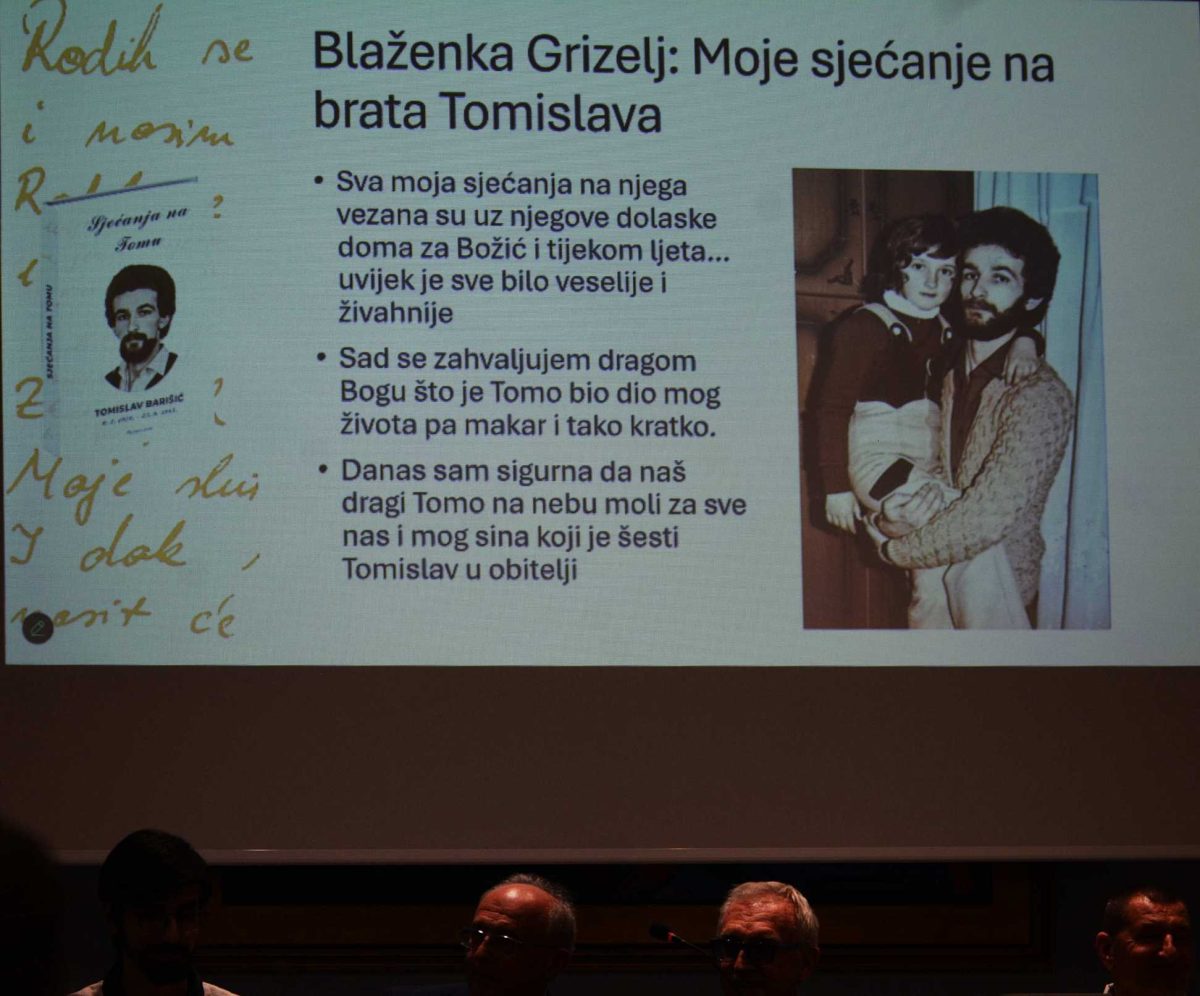 Rodih se
i nosim
Blaženka Grizelj: Moje sjećanje na
brata Tomislava
• Sva moja sjećanja na njega
vezana su uz njegove dolaske
doma za Božić i tijekom ljeta...
uvijek je sve bilo veselije i
živahnije
• Sad se zahvaljujem dragom
Bogu što je Tomo bio dio mog
života pa makar i tako kratko.
• Danas sam sigurna da naš
dragi Tomo na nebu moli za sve
nas i mog sina koji je šesti
Tomislav u obitelji
Sjećanja na
Tomu
SJEĆANJA NA TOMU
TOMISLAV BARIŠIĆ
Moje
I dok
nosit će